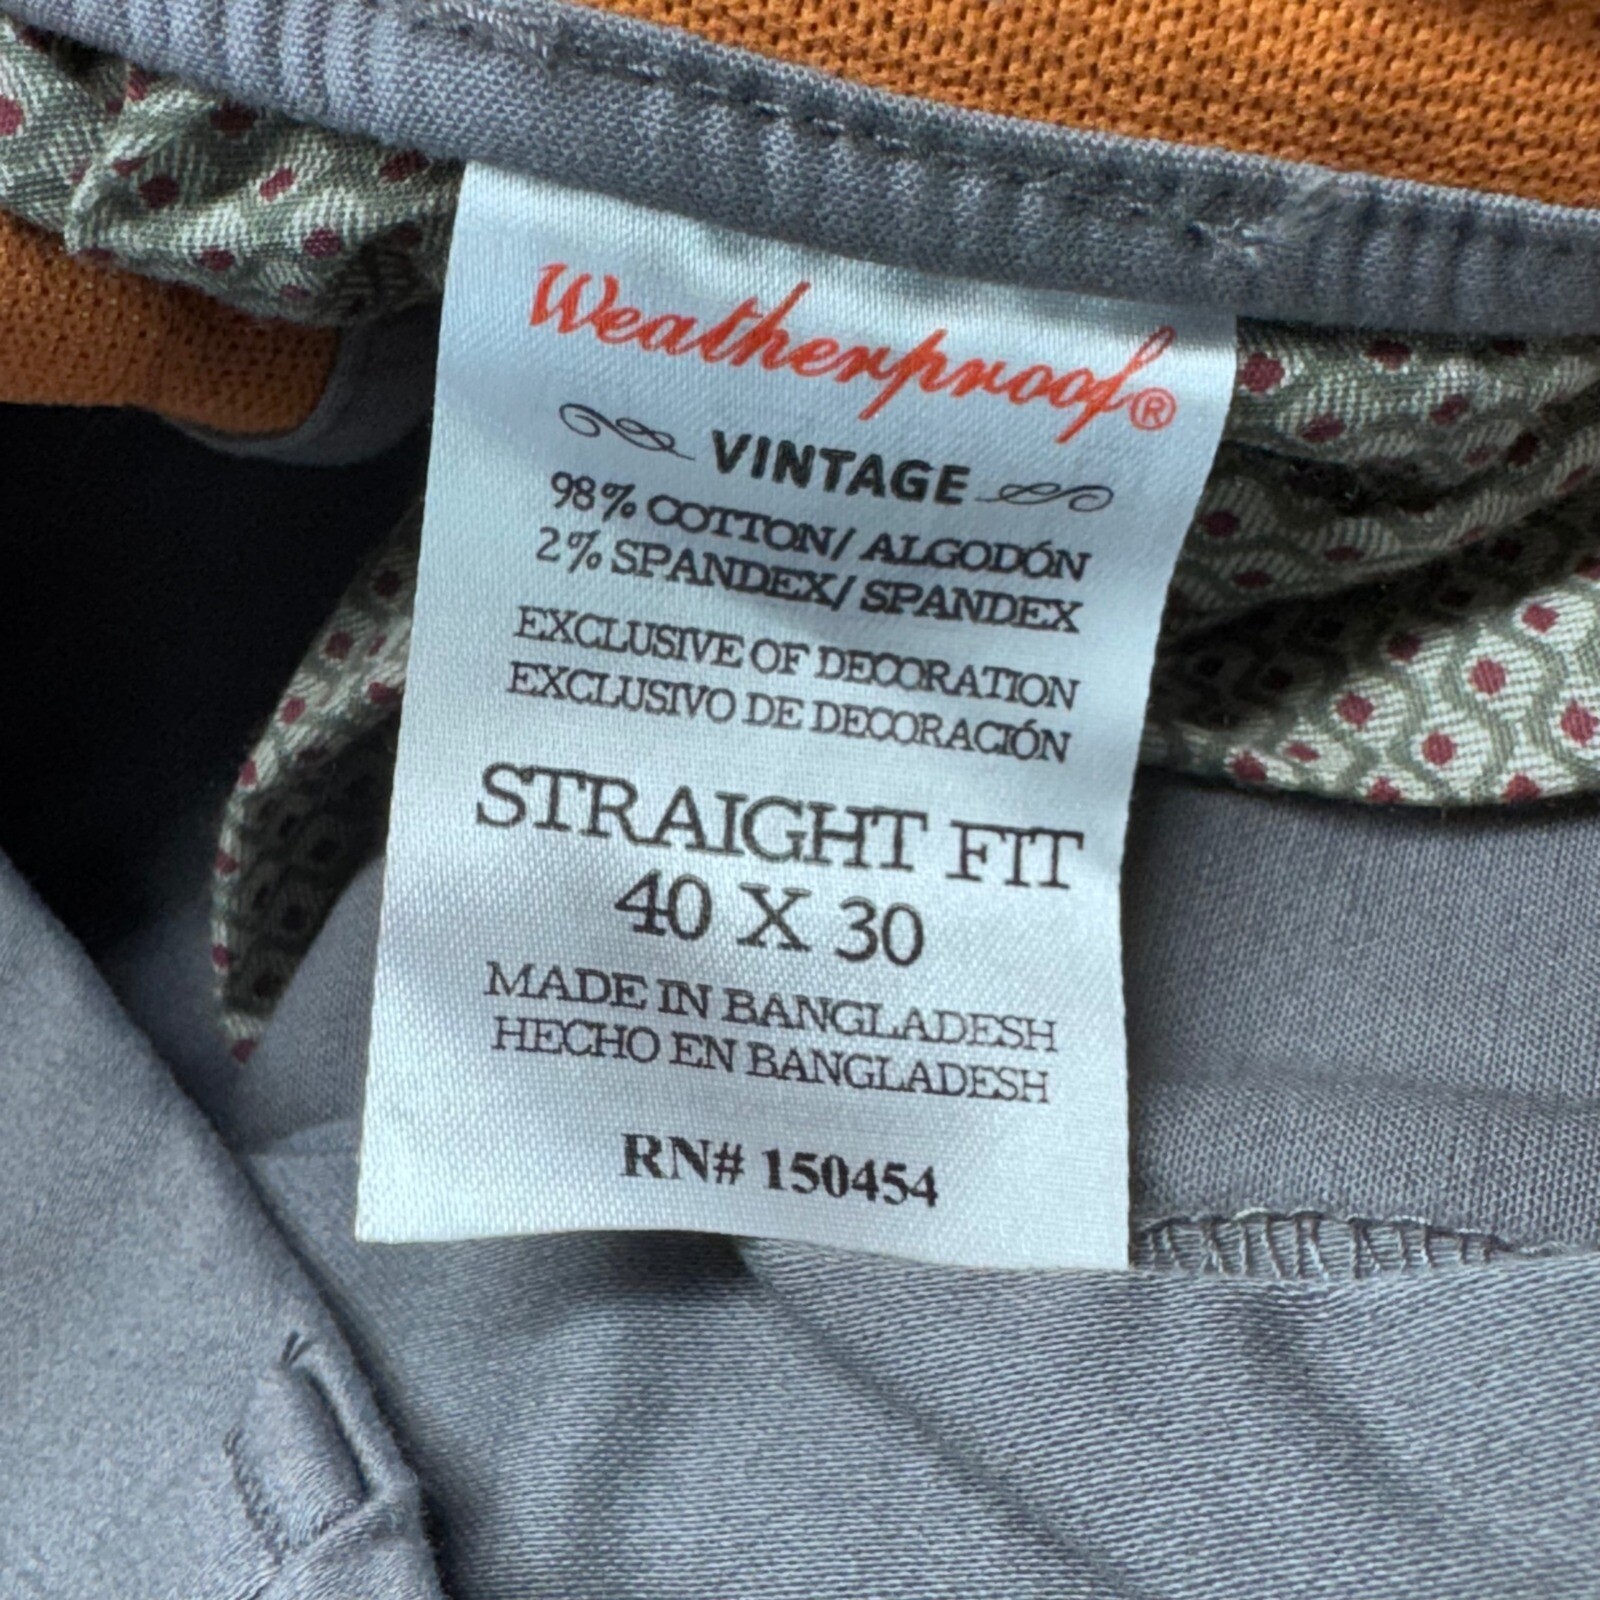 Weatherproof®
VINTAGE
98% COTTON/ ALGODÓN
2% SPANDEX/ SPANDEX
EXCLUSIVE OF DECORATION
EXCLUSIVO DE DECORACIÓN
STRAIGHT FIT
40 X 30
MADE IN BANGLADESH
HECHO EN BANGLADESH
RN# 150454